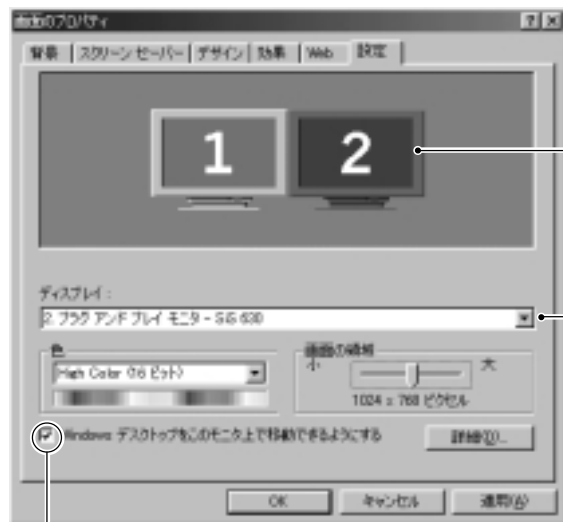 画面のプロパティ
背景 スクリーン セーバー デザイン 効果 Web 設定
1 2
ディスプレイ :
2. プラグ アンド プレイ モニタ - SiS 630
色
High Color (16 ビット)
画面の領域
小 大
1024 x 768 ピクセル
Windows デスクトップをこのモニタ上で移動できるようにする
詳細(D)...
OK キャンセル 適用(A)